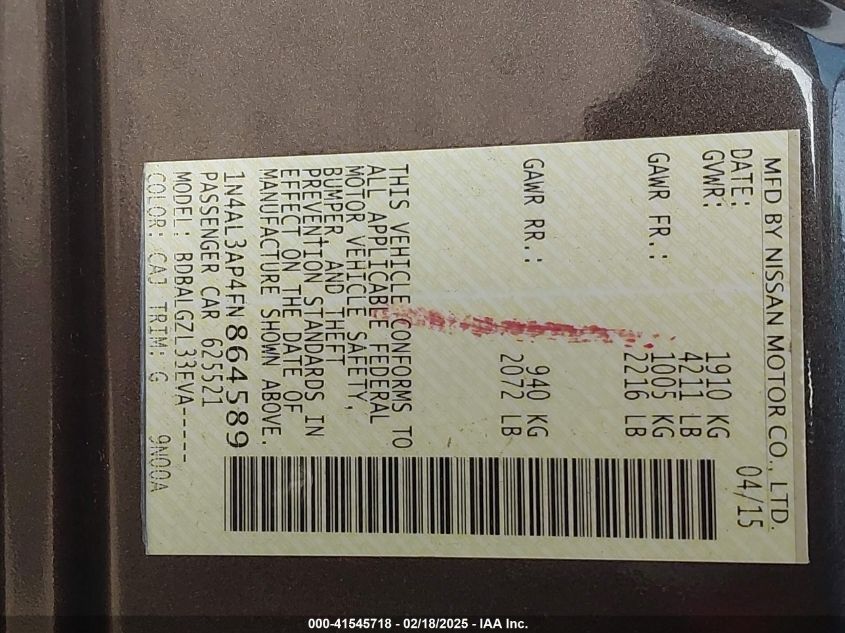 MFD BY NISSAN MOTOR CO., LTD.
DATE: 04/15
GVWR: 1910 KG
4211 LB
GAWR FR.: 1005 KG
2216 LB
GAWR RR.: 940 KG
2072 LB
THIS VEHICLE CONFORMS TO
ALL APPLICABLE FEDERAL
MOTOR VEHICLE SAFETY,
BUMPER, AND THEFT
PREVENTION STANDARDS IN
EFFECT ON THE DATE OF
MANUFACTURE SHOWN ABOVE.
1N4AL3AP4FN864589
PASSENGER CAR 625521
MODEL: BDBALGZL33EVA-----
COLOR: CAJ TRIM: G 9N00A
000-41545718 - 02/18/2025 - IAA Inc.